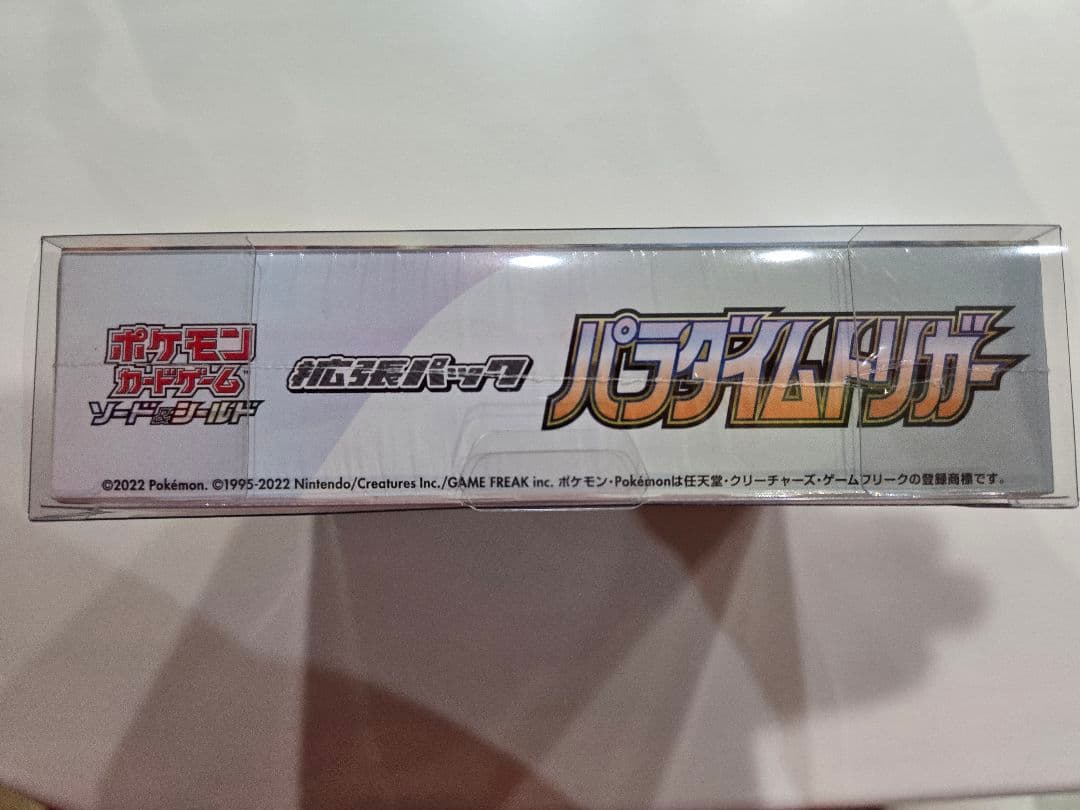 ポケモン
カードゲーム™
ソード&シールド
拡張パック
パラダイムトリガー
©2022 Pokémon. ©1995-2022 Nintendo/Creatures Inc./GAME FREAK inc. ポケモン・Pokémonは任天堂・クリーチャーズ・ゲームフリークの登録商標です。